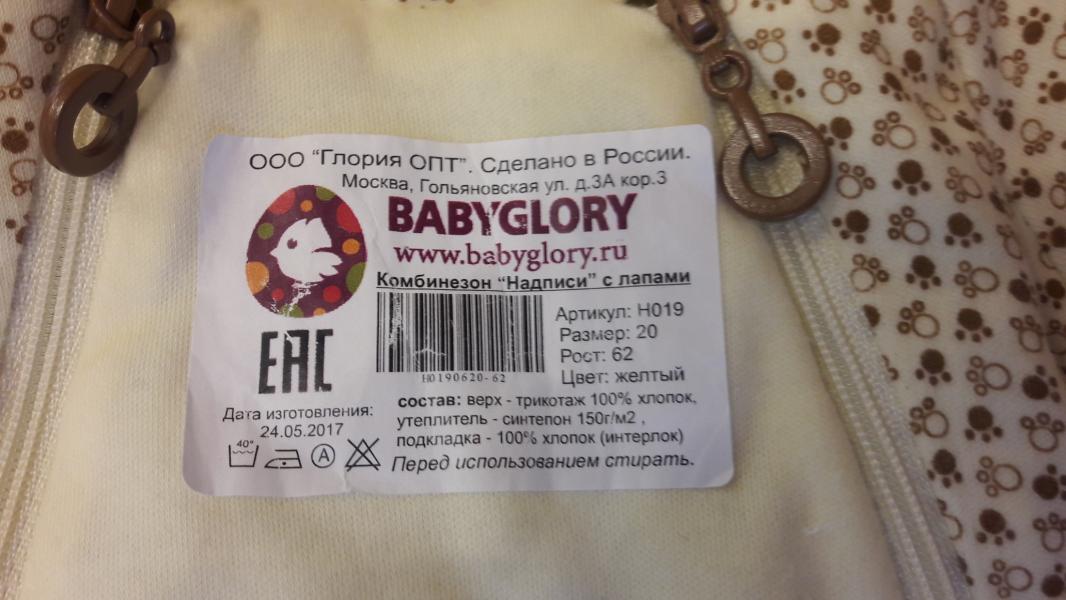 ООО "Глория ОПТ". Сделано в России.
Москва, Гольяновская ул. д.3А кор.3
BABYGLORY
www.babyglory.ru
Комбинезон "Надписи" с лапами
Артикул: Н019
Размер: 20
Рост: 62
Цвет: желтый
H0190620-62
EAC
состав: верх - трикотаж 100% хлопок,
утеплитель - синтепон 150г/м2 ,
подкладка - 100% хлопок (интерлок)
Дата изготовления:
24.05.2017
40°
A
Перед использованием стирать.